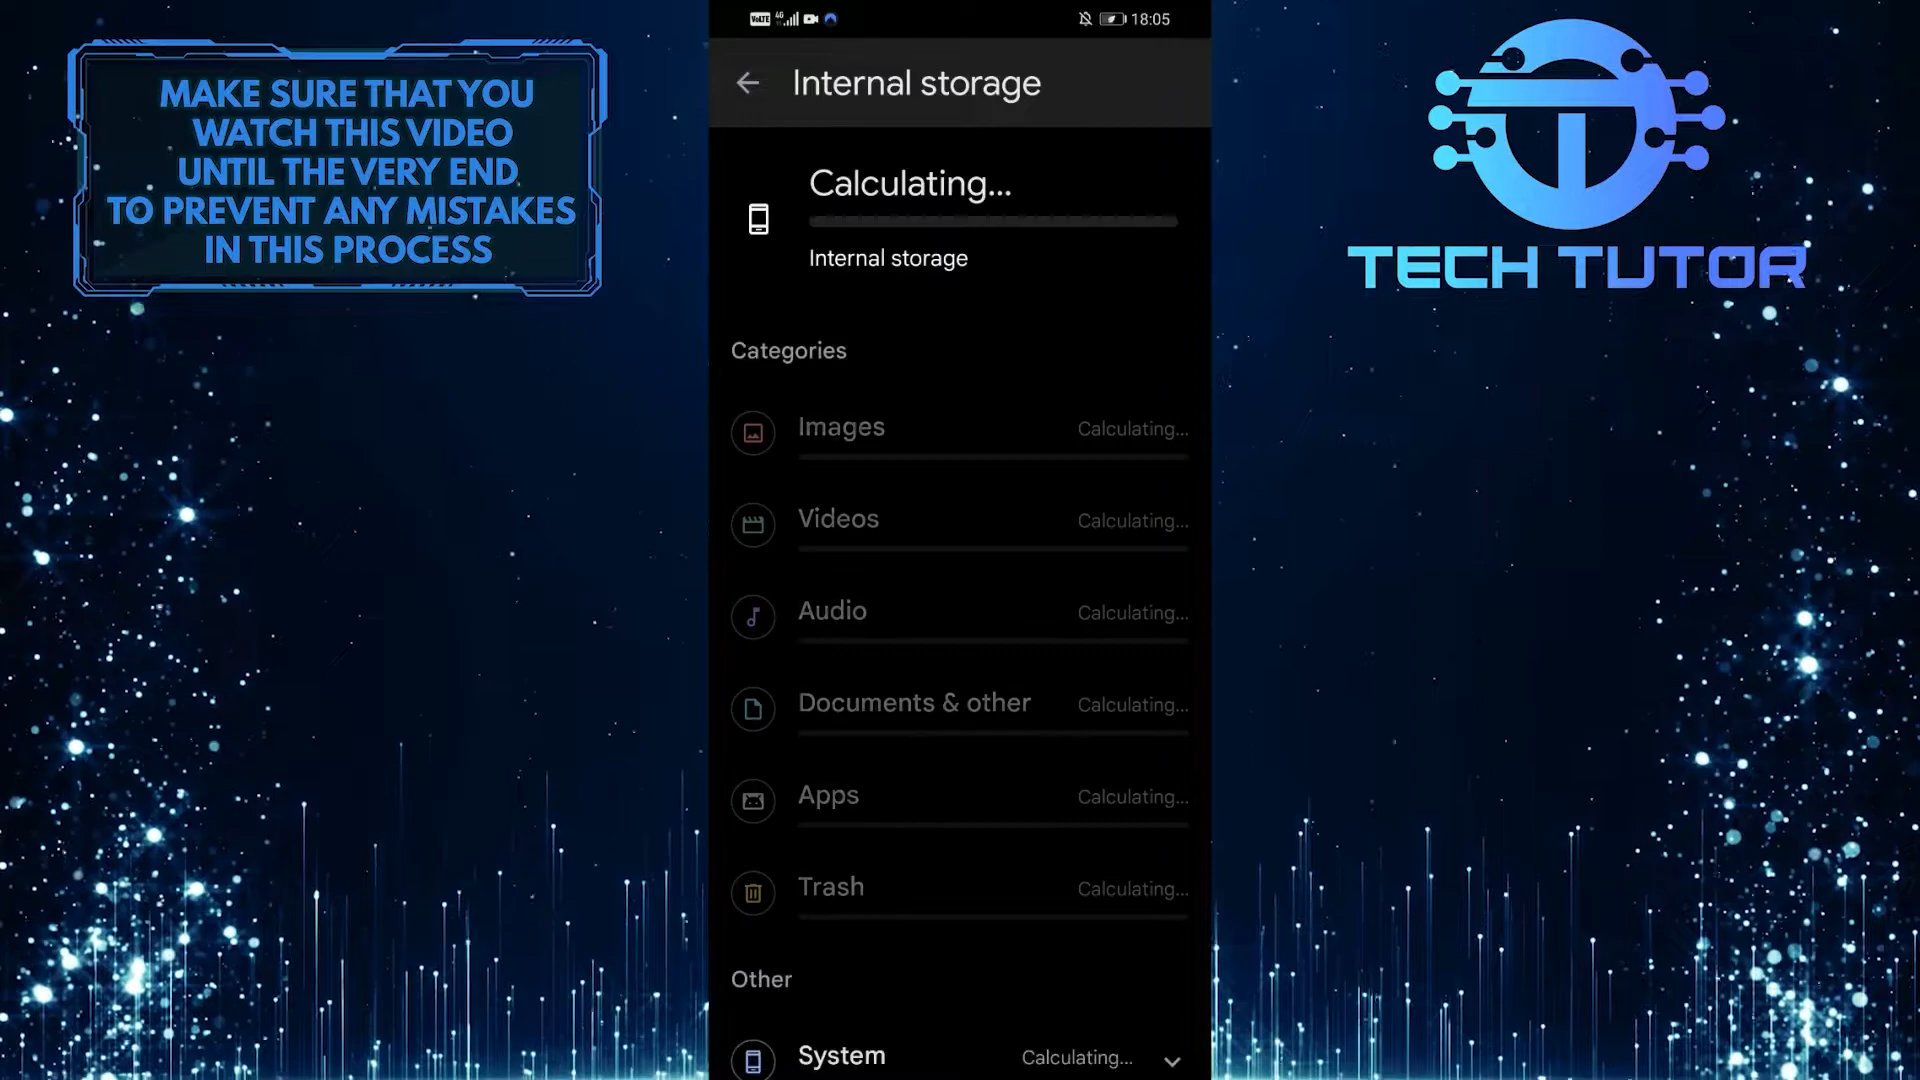 MAKE SURE THAT YOU
WATCH THIS VIDEO
UNTIL THE VERY END
TO PREVENT ANY MISTAKES
IN THIS PROCESS
VoLTE 4G 18:05
Internal storage
Calculating...
Internal storage
Categories
Images Calculating...
Videos Calculating...
Audio Calculating...
Documents & other Calculating...
Apps Calculating...
Trash Calculating...
Other
System Calculating...
TECH TUTOR